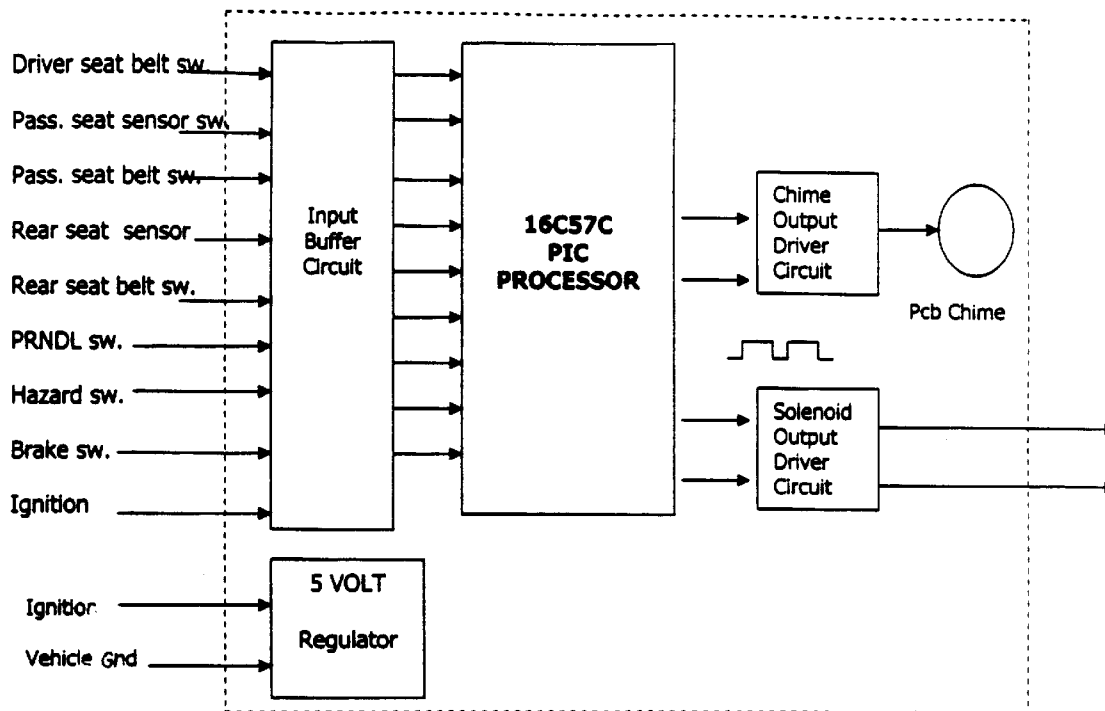 Driver seat belt sw.
Pass. seat sensor sw.
Pass. seat belt sw.
Rear seat sensor
Rear seat belt sw.
PRNDL sw.
Hazard sw.
Brake sw.
Ignition
Input
Buffer
Circuit
16C57C
PIC
PROCESSOR
Chime
Output
Driver
Circuit
Pcb Chime
Solenoid
Output
Driver
Circuit
5 VOLT
Regulator
Ignition
Vehicle Gnd